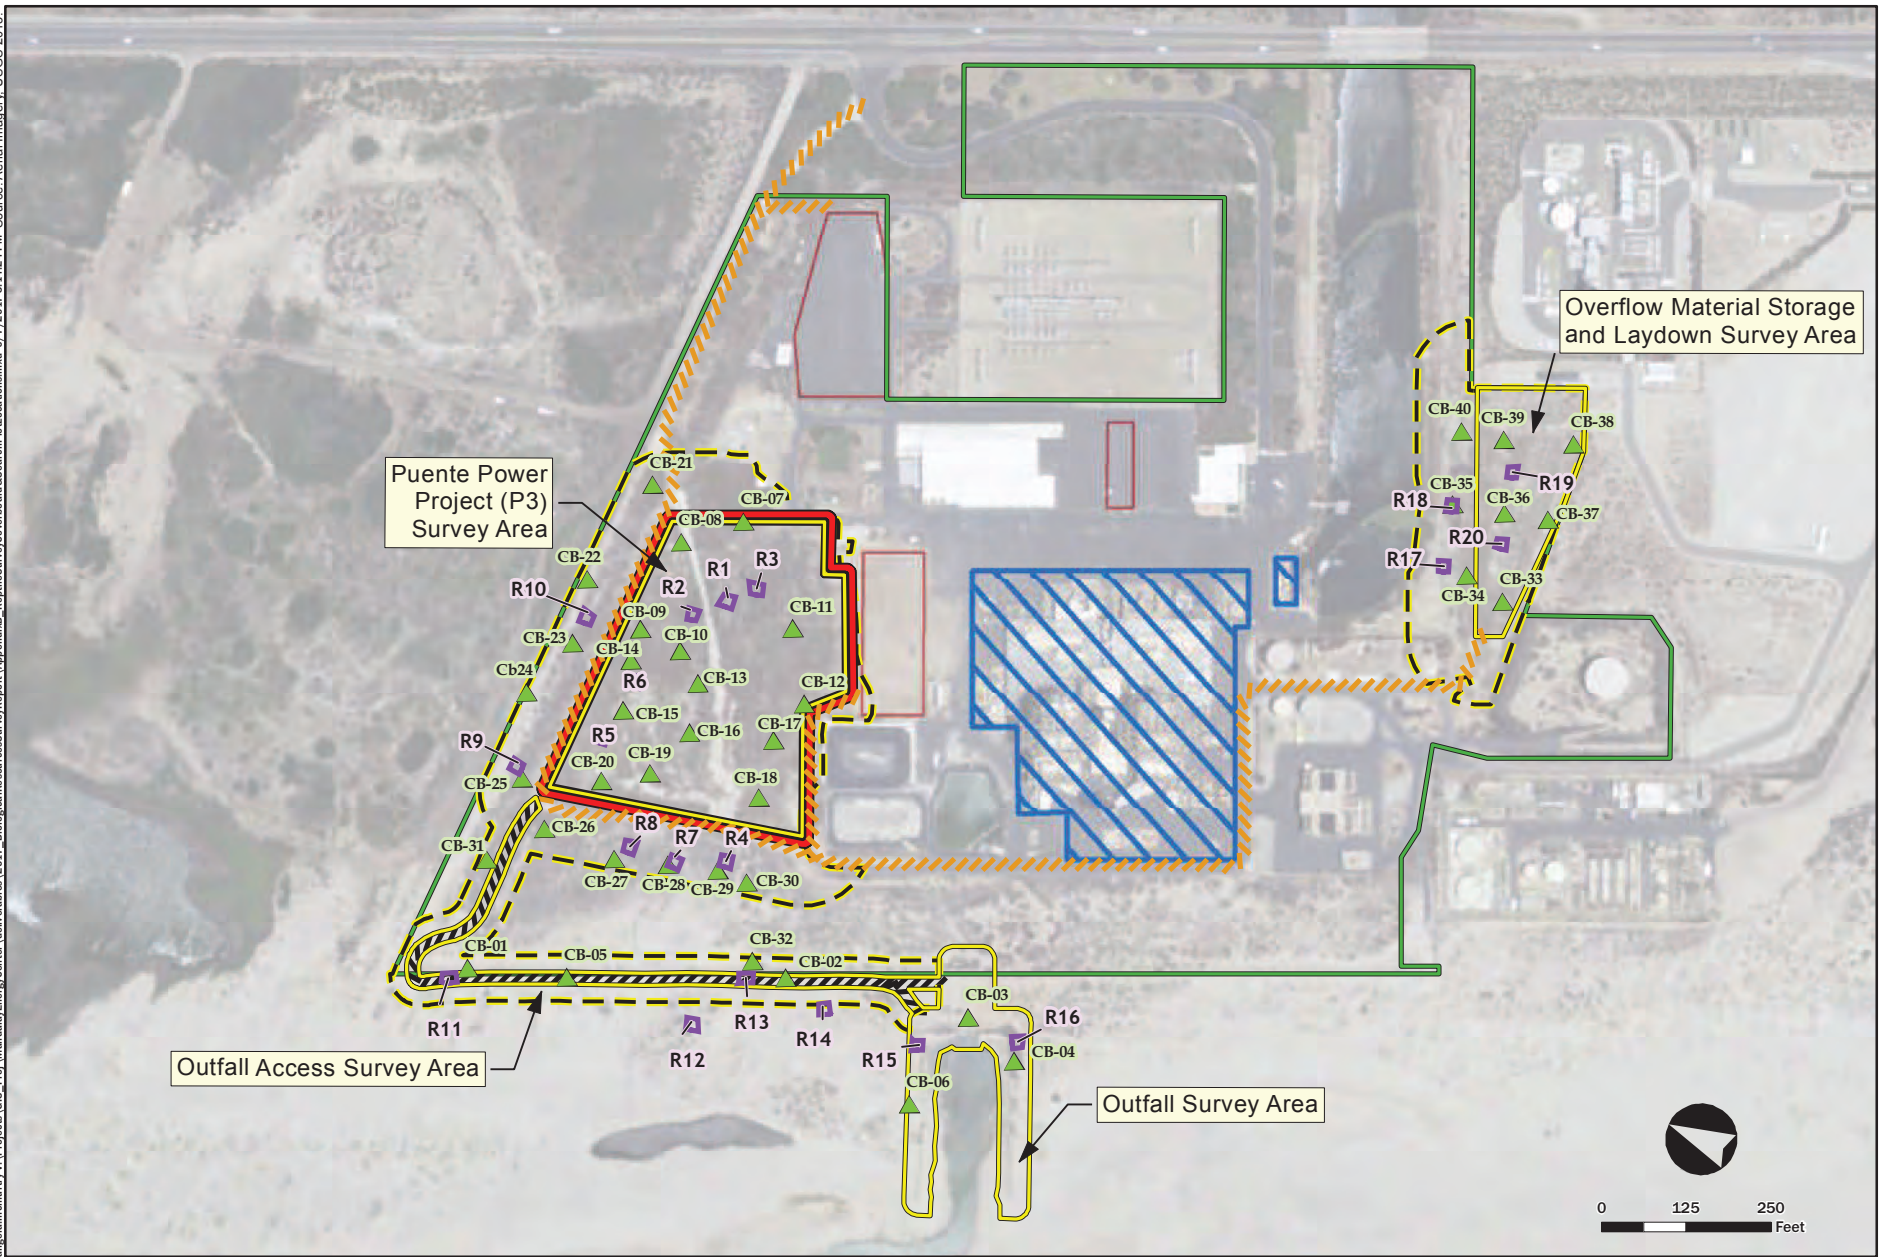 Overflow Material Storage
and Laydown Survey Area
CB-40
CB-39
CB-38
Puente Power
Project (P3)
Survey Area
CB-21
CB-07
CB-08
R19
CB-35
R18
CB-36
CB-37
R20
R17
CB-34
CB-33
CB-22
R10
R2
R1
R3
CB-09
CB-10
CB-11
CB-23
CB-14
R6
CB-13
Cb24
CB-12
CB-15
CB-16
CB-17
R9
R5
CB-25
CB-20
CB-19
CB-18
CB-26
R8
R7
R4
CB-31
CB-27
CB-28
CB-29
CB-30
CB-01
CB-05
CB-32
CB-02
CB-03
R11
R12
R13
R14
R15
R16
CB-04
CB-06
Outfall Access Survey Area
Outfall Survey Area
0 125 250
Feet